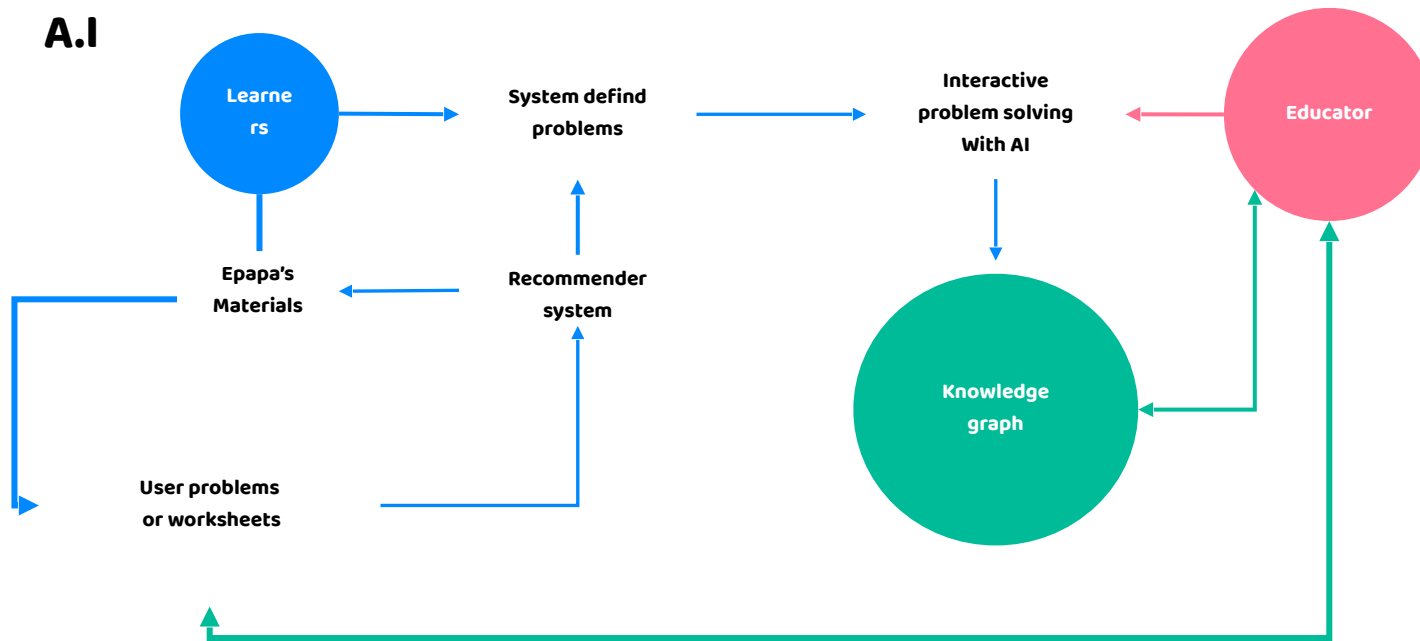 A.I
Learne
rs
System defind
problems
Interactive
problem solving
With AI
Educator
Epapa’s
Materials
Recommender
system
Knowledge
graph
User problems
or worksheets